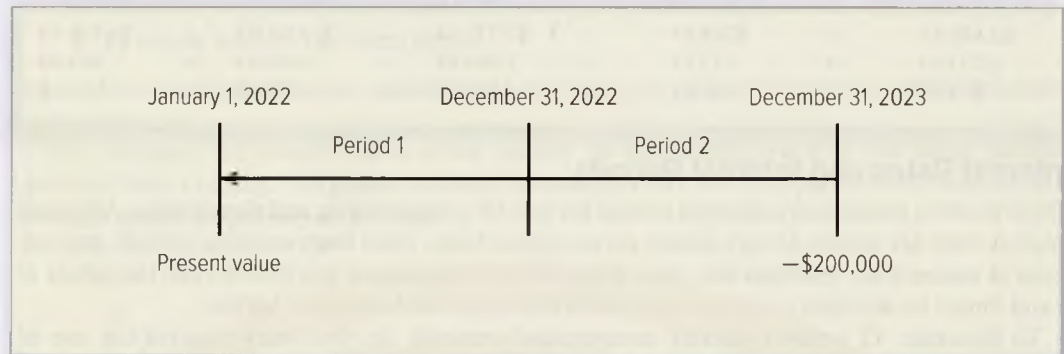 January 1, 2022 December 31, 2022 December 31, 2023
Period 1 Period 2
Present value −$200,000